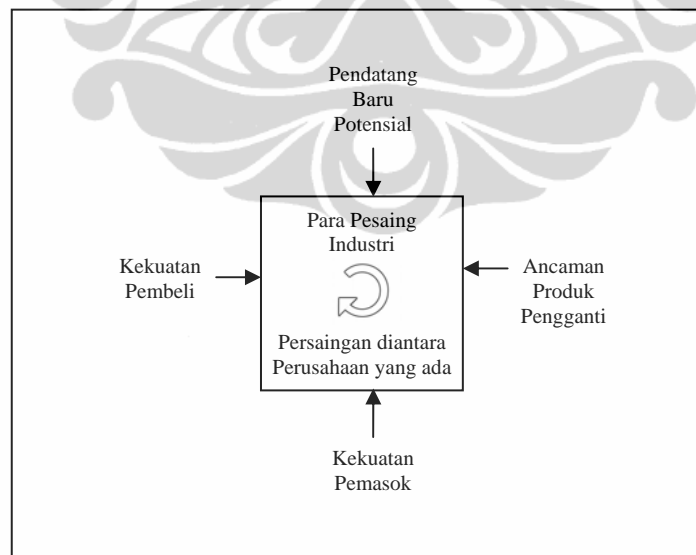 Pendatang
Baru
Potensial
Para Pesaing
Industri
Kekuatan
Pembeli
Ancaman
Produk
Pengganti
Persaingan diantara
Perusahaan yang ada
Kekuatan
Pemasok